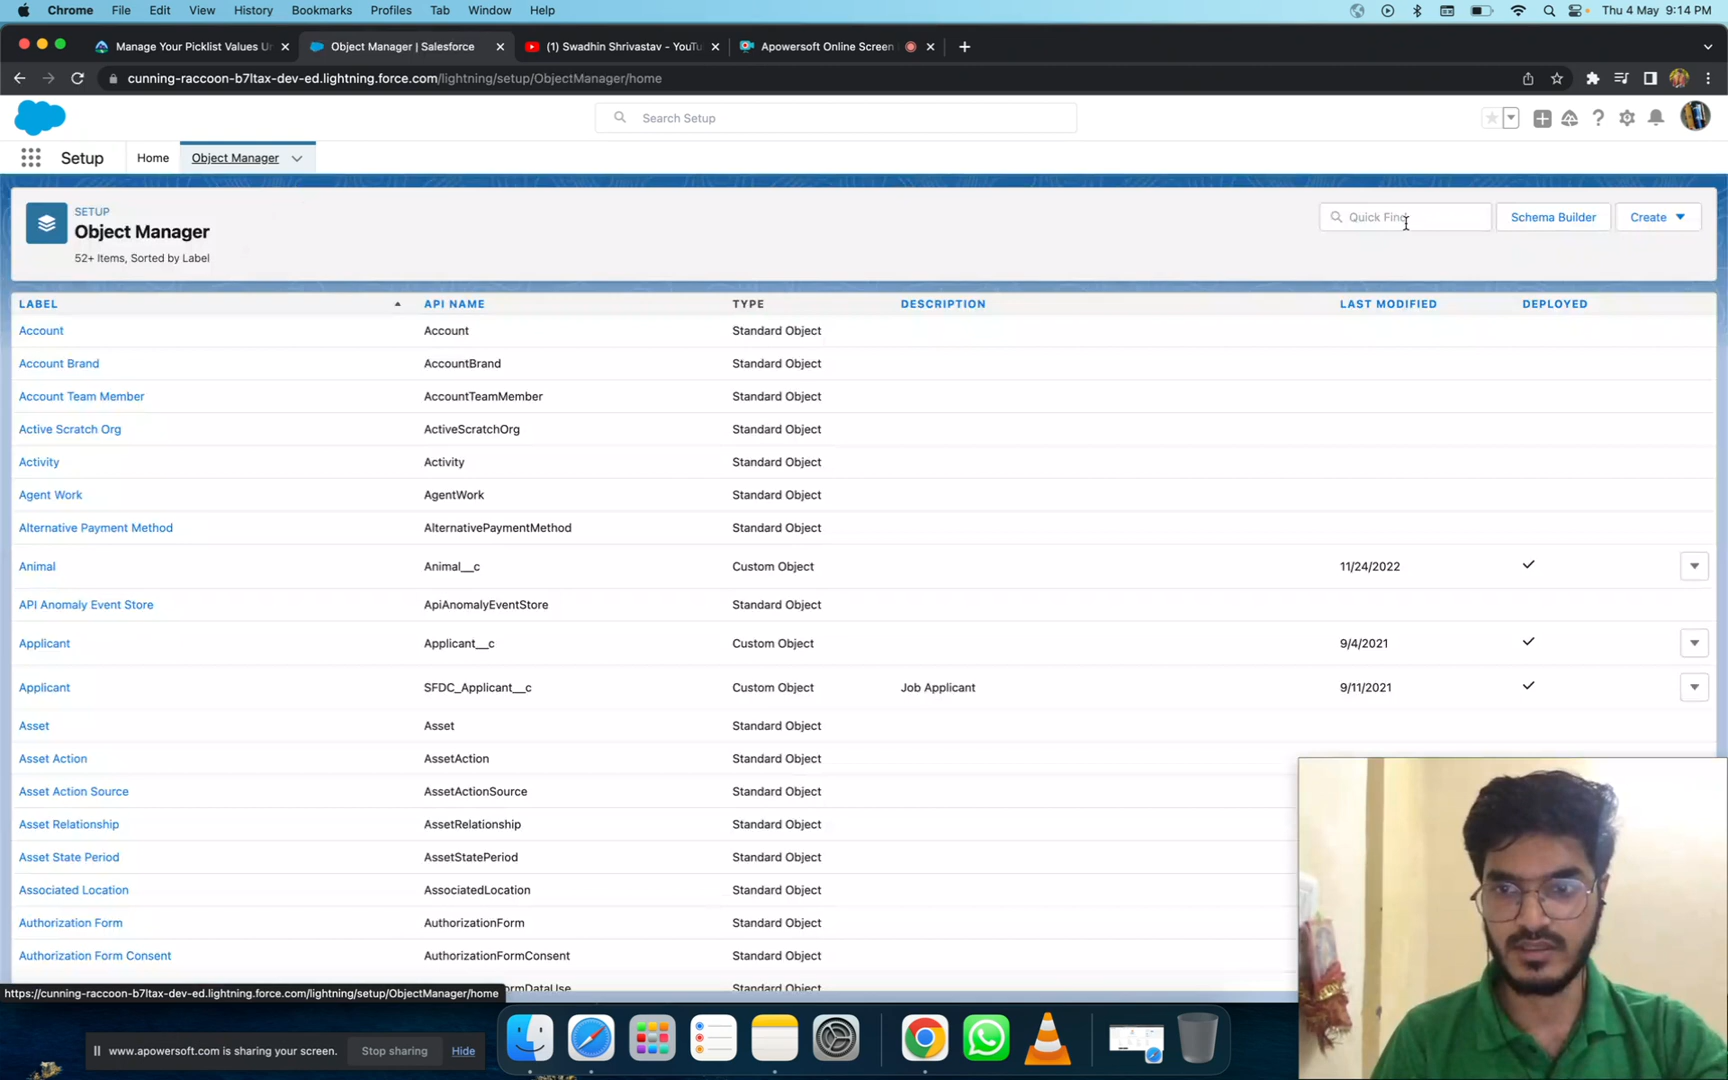 Chrome File Edit View History Bookmarks Profiles Tab Window Help Thu 4 May 9:14 PM
Manage Your Picklist Values Ur Object Manager | Salesforce (1) Swadhin Shrivastav - YouTu Apowersoft Online Screen
cunning-raccoon-b7ltax-dev-ed.lightning.force.com/lightning/setup/ObjectManager/home
Search Setup
Setup Home Object Manager
SETUP
Object Manager
52+ Items, Sorted by Label
Quick Find Schema Builder Create
LABEL API NAME TYPE DESCRIPTION LAST MODIFIED DEPLOYED
Account Account Standard Object
Account Brand AccountBrand Standard Object
Account Team Member AccountTeamMember Standard Object
Active Scratch Org ActiveScratchOrg Standard Object
Activity Activity Standard Object
Agent Work AgentWork Standard Object
Alternative Payment Method AlternativePaymentMethod Standard Object
Animal Animal__c Custom Object 11/24/2022
API Anomaly Event Store ApiAnomalyEventStore Standard Object
Applicant Applicant__c Custom Object 9/4/2021
Applicant SFDC_Applicant__c Custom Object Job Applicant 9/11/2021
Asset Asset Standard Object
Asset Action AssetAction Standard Object
Asset Action Source AssetActionSource Standard Object
Asset Relationship AssetRelationship Standard Object
Asset State Period AssetStatePeriod Standard Object
Associated Location AssociatedLocation Standard Object
Authorization Form AuthorizationForm Standard Object
Authorization Form Consent AuthorizationFormConsent Standard Object
https://cunning-raccoon-b7ltax-dev-ed.lightning.force.com/lightning/setup/ObjectManager/home
Standard Object
www.apowersoft.com is sharing your screen. Stop sharing Hide